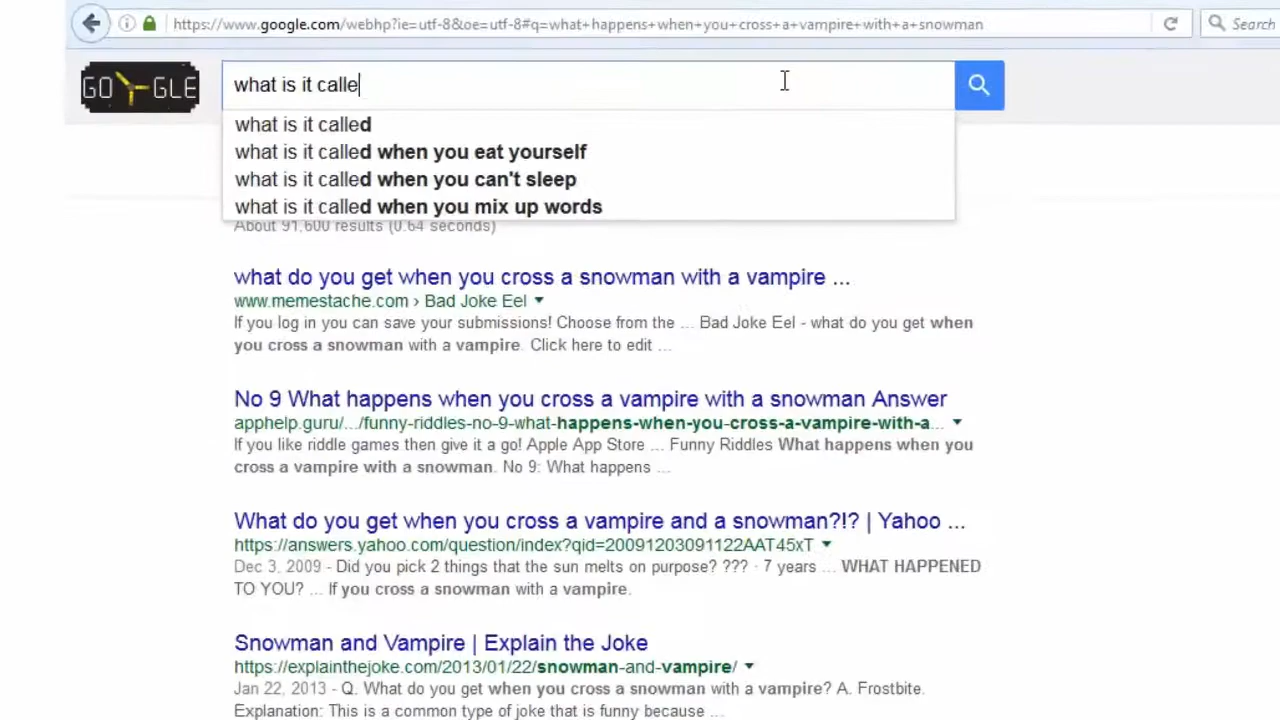 https://www.google.com/webhp?ie=utf-8&oe=utf-8#q=what+happens+when+you+cross+a+vampire+with+a+snowman
Search
GO GLE
what is it calle
what is it called
what is it called when you eat yourself
what is it called when you can't sleep
what is it called when you mix up words
About 91,600 results (0.64 seconds)
what do you get when you cross a snowman with a vampire ...
www.memestache.com › Bad Joke Eel
If you log in you can save your submissions! Choose from the ... Bad Joke Eel - what do you get when
you cross a snowman with a vampire. Click here to edit ...
No 9 What happens when you cross a vampire with a snowman Answer
apphelp.guru/.../funny-riddles-no-9-what-happens-when-you-cross-a-vampire-with-a...
If you like riddle games then give it a go! Apple App Store ... Funny Riddles What happens when you
cross a vampire with a snowman. No 9: What happens ...
What do you get when you cross a vampire and a snowman?!? | Yahoo ...
https://answers.yahoo.com/question/index?qid=20091203091122AAT45xT
Dec 3, 2009 - Did you pick 2 things that the sun melts on purpose? ??? · 7 years ... WHAT HAPPENED
TO YOU? ... If you cross a snowman with a vampire.
Snowman and Vampire | Explain the Joke
https://explainthejoke.com/2013/01/22/snowman-and-vampire/
Jan 22, 2013 - Q. What do you get when you cross a snowman with a vampire? A. Frostbite.
Explanation: This is a common type of joke that is funny because ...